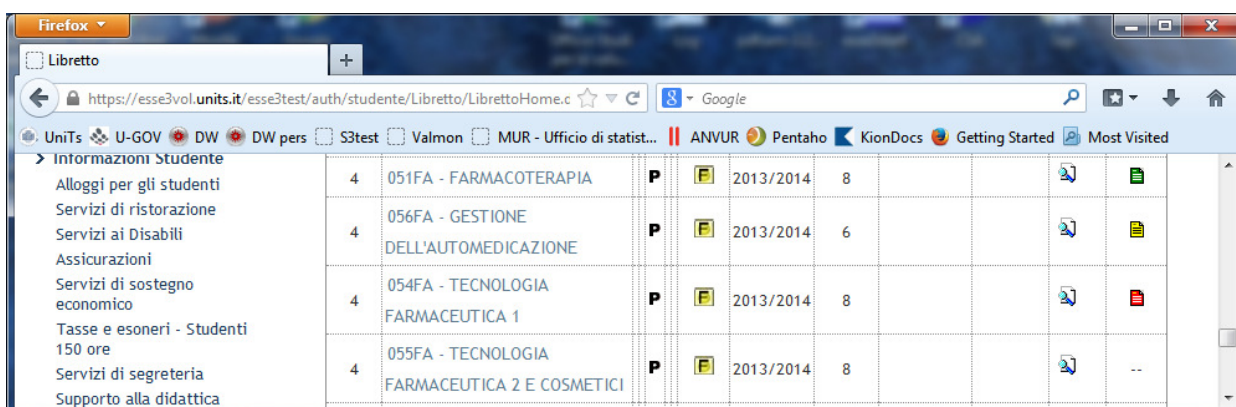 Firefox
Libretto
https://esse3vol.units.it/esse3test/auth/studente/Libretto/LibrettoHome.c
Google
UniTs U-GOV DW DW pers S3test Valmon MUR - Ufficio di statist... ANVUR Pentaho KionDocs Getting Started Most Visited
Informazioni Studente
Alloggi per gli studenti
Servizi di ristorazione
Servizi ai Disabili
Assicurazioni
Servizi di sostegno
economico
Tasse e esoneri - Studenti
150 ore
Servizi di segreteria
Supporto alla didattica
4 051FA - FARMACOTERAPIA P F 2013/2014 8
4 056FA - GESTIONE
DELL'AUTOMEDICAZIONE P F 2013/2014 6
4 054FA - TECNOLOGIA
FARMACEUTICA 1 P F 2013/2014 8
4 055FA - TECNOLOGIA
FARMACEUTICA 2 E COSMETICI P F 2013/2014 8 --